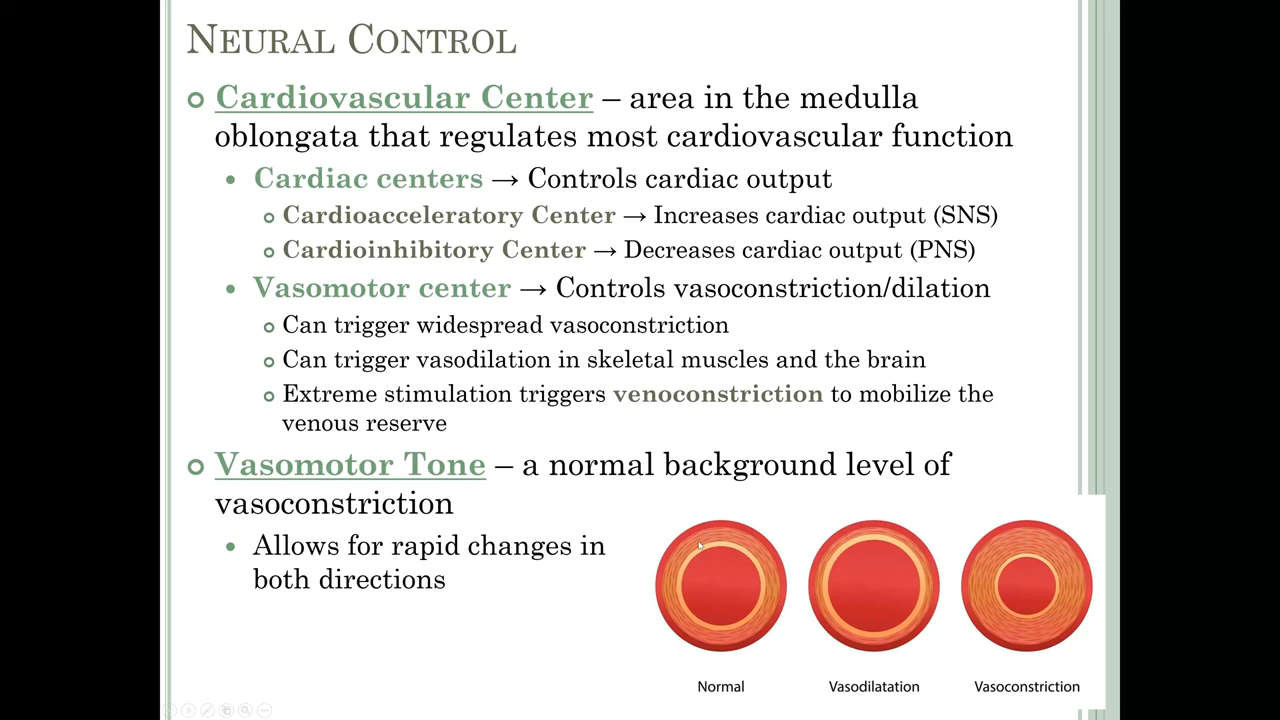 NEURAL CONTROL
Cardiovascular Center – area in the medulla
oblongata that regulates most cardiovascular function
Cardiac centers → Controls cardiac output
Cardioacceleratory Center → Increases cardiac output (SNS)
Cardioinhibitory Center → Decreases cardiac output (PNS)
Vasomotor center → Controls vasoconstriction/dilation
Can trigger widespread vasoconstriction
Can trigger vasodilation in skeletal muscles and the brain
Extreme stimulation triggers venoconstriction to mobilize the
venous reserve
Vasomotor Tone – a normal background level of
vasoconstriction
Allows for rapid changes in
both directions
Normal
Vasodilatation
Vasoconstriction